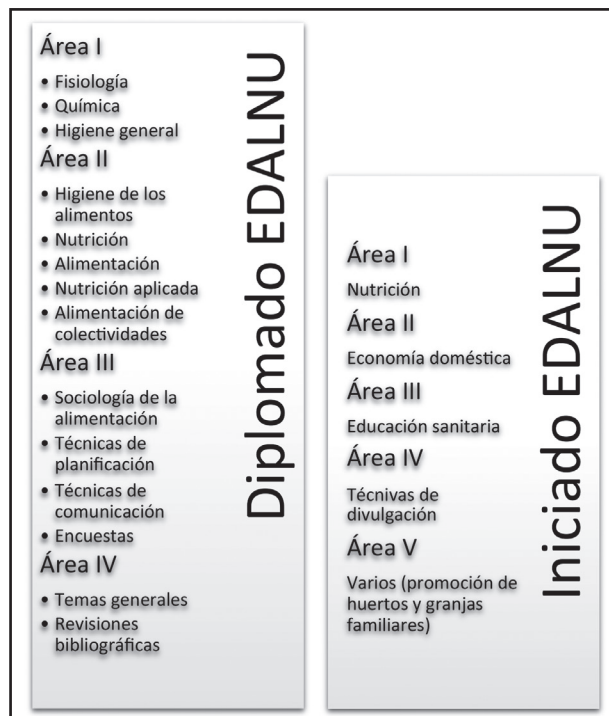 Área I
• Fisiología
• Química
• Higiene general
Área II
• Higiene de los
alimentos
• Nutrición
• Alimentación
• Nutrición aplicada
• Alimentación de
colectividades
Área III
• Sociología de la
alimentación
• Técnicas de
planificación
• Técnicas de
comunicación
• Encuestas
Área IV
• Temas generales
• Revisiones
bibliográficas
Diplomado EDALNU
Área I
Nutrición
Área II
Economía doméstica
Área III
Educación sanitaria
Área IV
Técnivas de
divulgación
Área V
Varios (promoción de
huertos y granjas
familiares)
Iniciado EDALNU